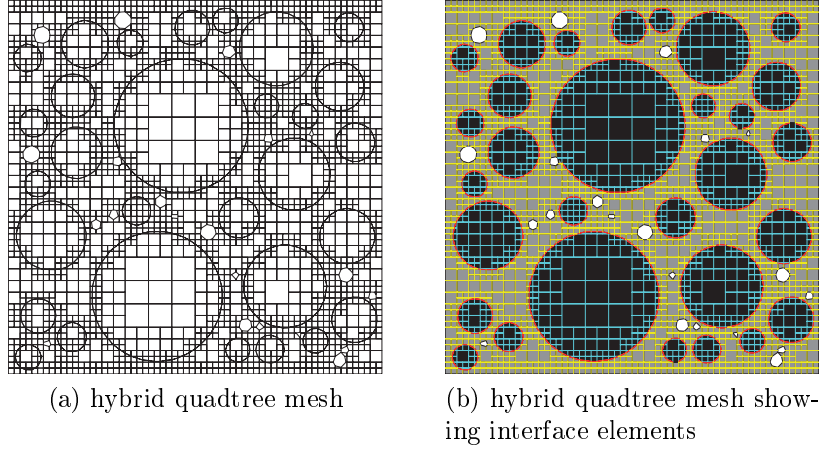 (a) hybrid quadtree mesh
(b) hybrid quadtree mesh show-
ing interface elements